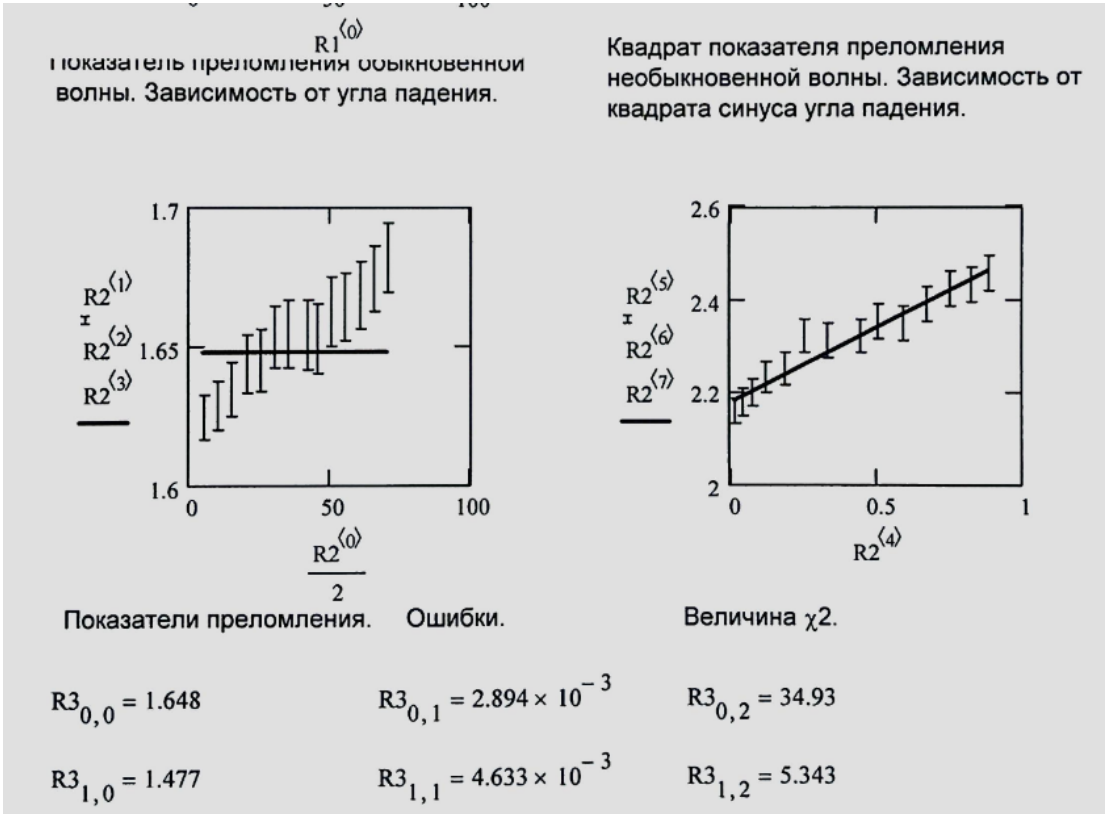 R1⟨0⟩
Показатель преломления обыкновенной
волны. Зависимость от угла падения.
Квадрат показателя преломления
необыкновенной волны. Зависимость от
квадрата синуса угла падения.
1.7
1.65
1.6
R2⟨1⟩
R2⟨2⟩
R2⟨3⟩
0 50 100
R2⟨0⟩
2
2.6
2.4
2.2
2
R2⟨5⟩
R2⟨6⟩
R2⟨7⟩
0 0.5 1
R2⟨4⟩
Показатели преломления. Ошибки. Величина χ2.
R3₀,₀ = 1.648 R3₀,₁ = 2.894 × 10⁻³ R3₀,₂ = 34.93
R3₁,₀ = 1.477 R3₁,₁ = 4.633 × 10⁻³ R3₁,₂ = 5.343